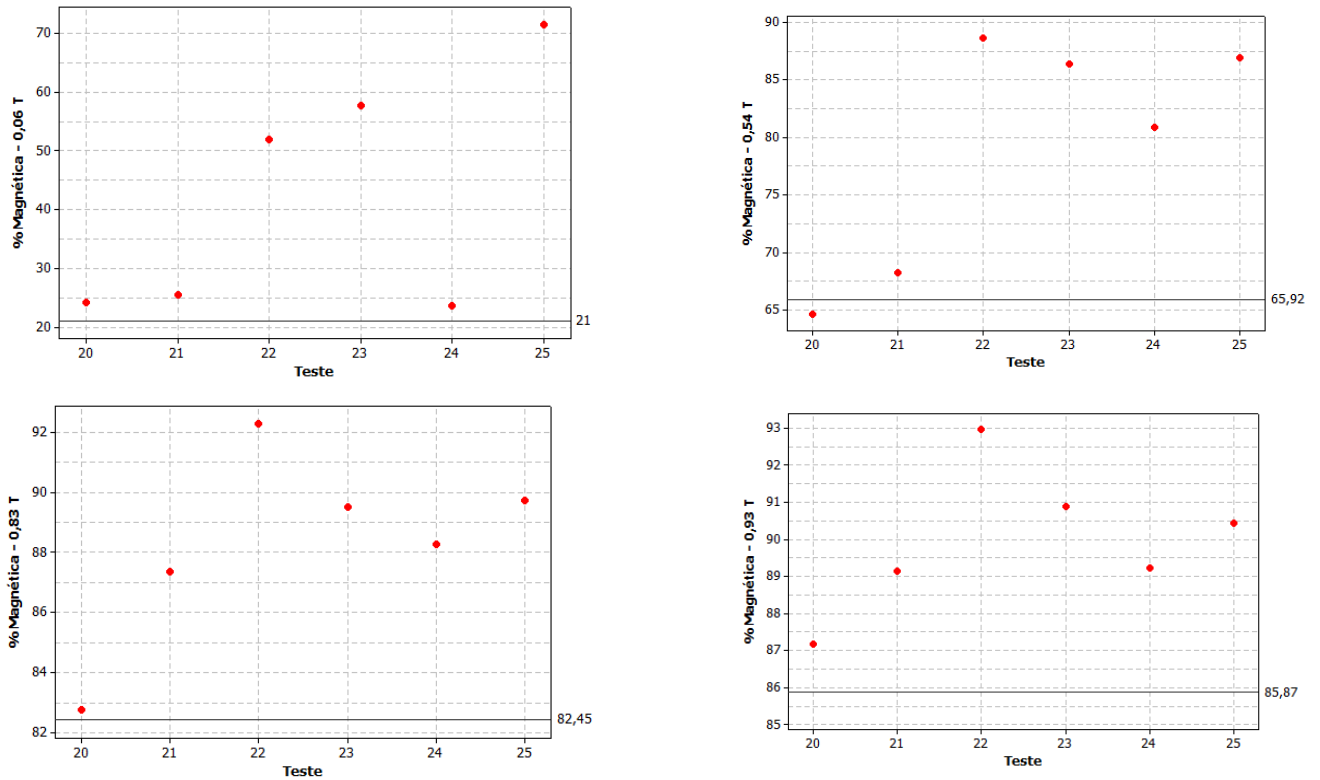 %Magnética - 0,06 T
70
60
50
40
30
20
21
20 21 22 23 24 25
Teste
%Magnética - 0,54 T
90
85
80
75
70
65
65,92
20 21 22 23 24 25
Teste
%Magnética - 0,83 T
92
90
88
86
84
82
82,45
20 21 22 23 24 25
Teste
%Magnética - 0,93 T
93
92
91
90
89
88
87
86
85
85,87
20 21 22 23 24 25
Teste